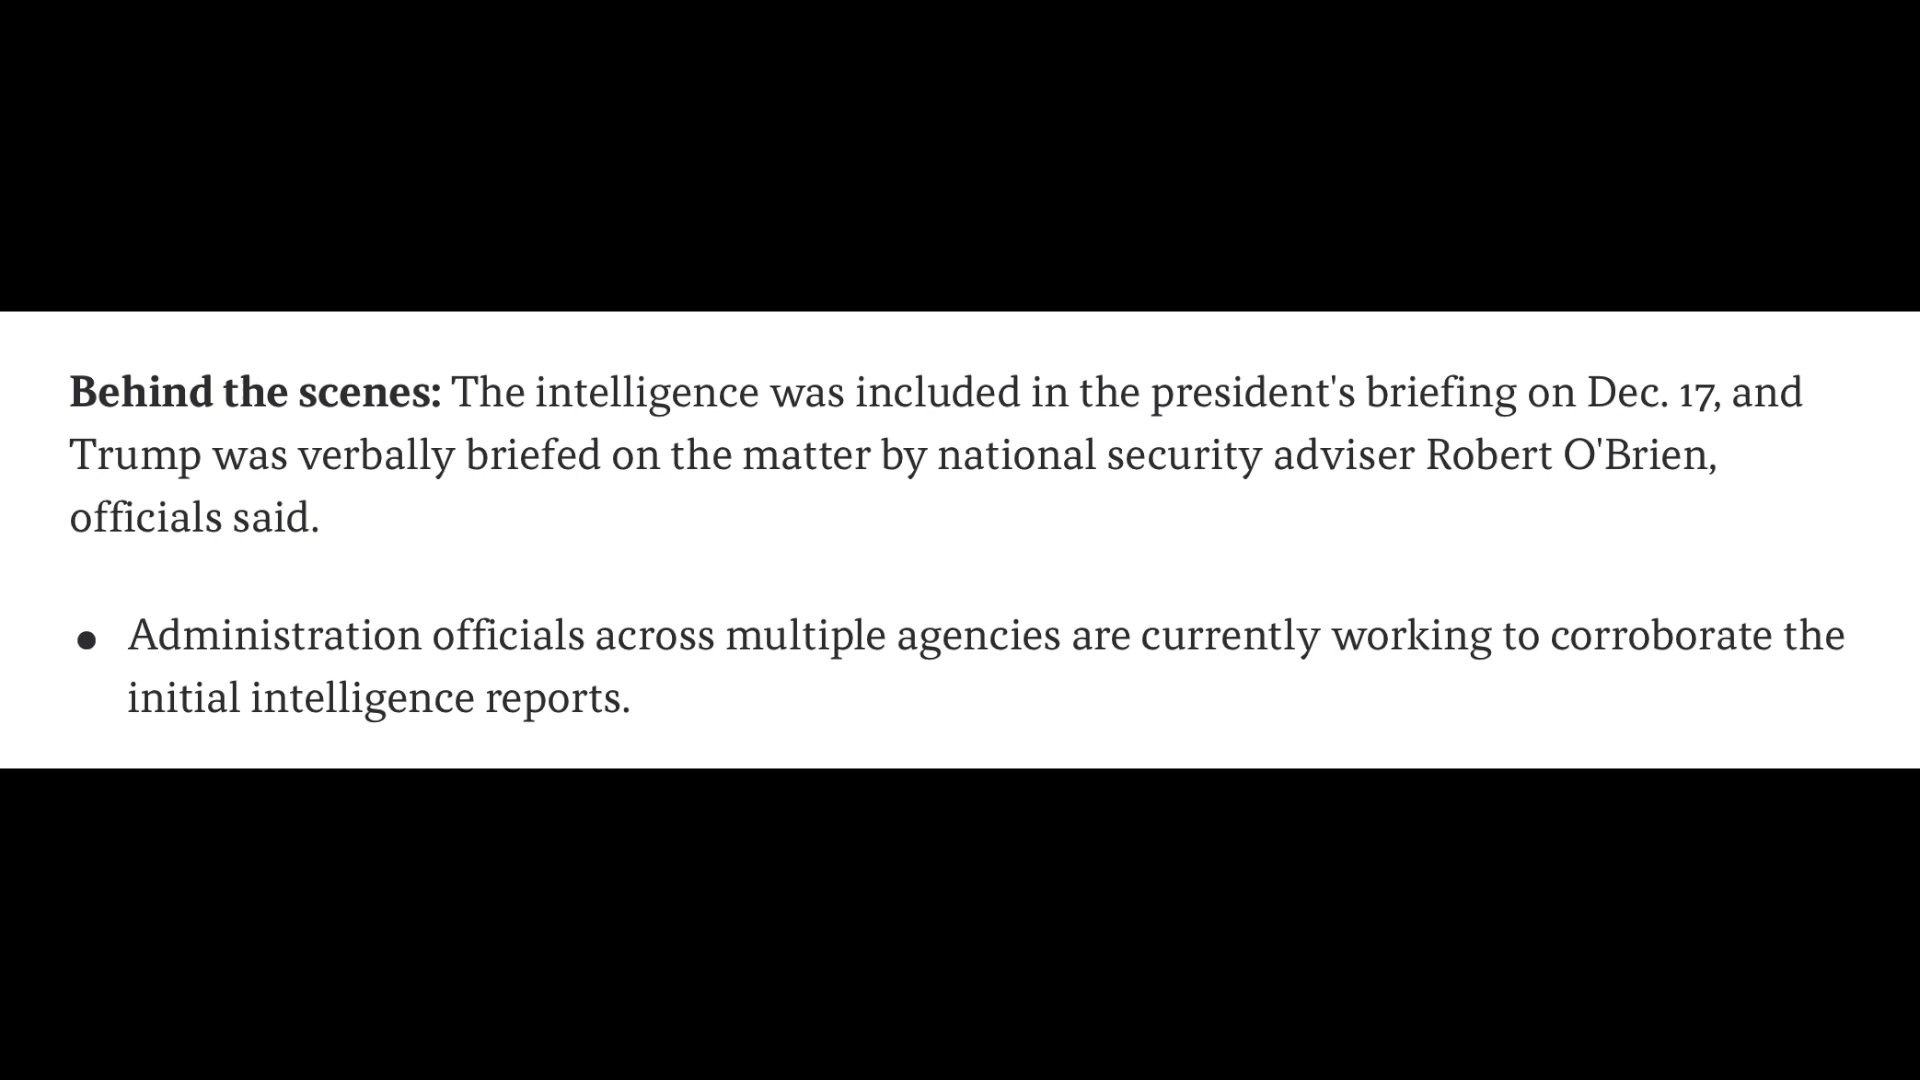 Behind the scenes: The intelligence was included in the president's briefing on Dec. 17, and
Trump was verbally briefed on the matter by national security adviser Robert O'Brien,
officials said.
● Administration officials across multiple agencies are currently working to corroborate the
initial intelligence reports.